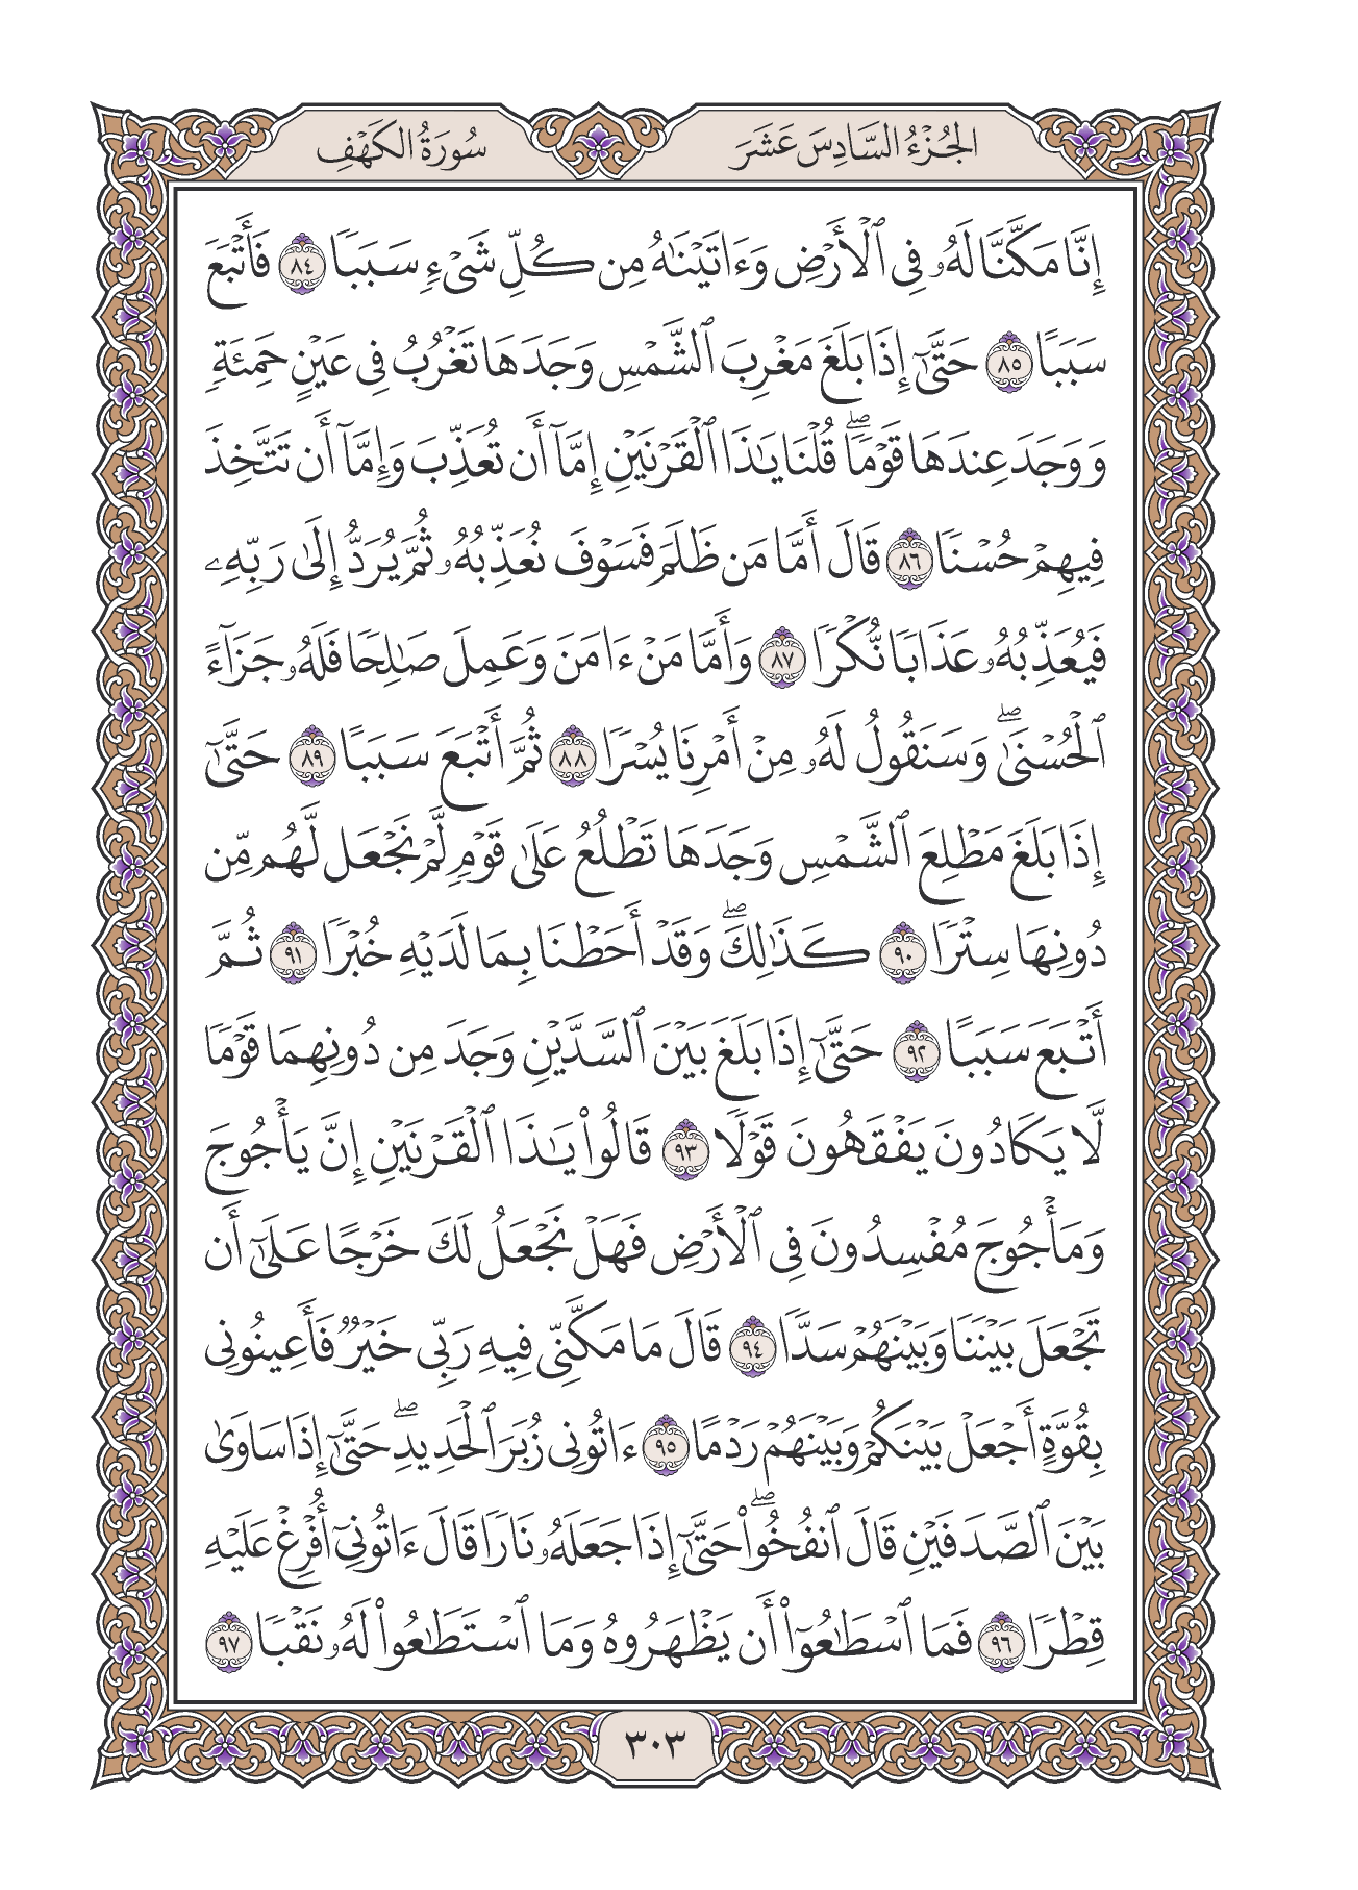 الجُزْءُ السَّادِسَ عَشَرَ
سُورَةُ الكَهْفِ
إِنَّا مَكَّنَّا لَهُۥ فِي ٱلْأَرْضِ وَءَاتَيْنَٰهُ مِن كُلِّ شَيْءٍ سَبَبًا ٨٤ فَأَتْبَعَ
سَبَبًا ٨٥ حَتَّىٰٓ إِذَا بَلَغَ مَغْرِبَ ٱلشَّمْسِ وَجَدَهَا تَغْرُبُ فِي عَيْنٍ حَمِئَةٍ
وَوَجَدَ عِندَهَا قَوْمًاۖ قُلْنَا يَٰذَا ٱلْقَرْنَيْنِ إِمَّآ أَن تُعَذِّبَ وَإِمَّآ أَن تَتَّخِذَ
فِيهِمْ حُسْنًا ٨٦ قَالَ أَمَّا مَن ظَلَمَ فَسَوْفَ نُعَذِّبُهُۥ ثُمَّ يُرَدُّ إِلَىٰ رَبِّهِۦ
فَيُعَذِّبُهُۥ عَذَابًا نُّكْرًا ٨٧ وَأَمَّا مَنْ ءَامَنَ وَعَمِلَ صَٰلِحًا فَلَهُۥ جَزَآءً
ٱلْحُسْنَىٰۖ وَسَنَقُولُ لَهُۥ مِنْ أَمْرِنَا يُسْرًا ٨٨ ثُمَّ أَتْبَعَ سَبَبًا ٨٩ حَتَّىٰٓ
إِذَا بَلَغَ مَطْلِعَ ٱلشَّمْسِ وَجَدَهَا تَطْلُعُ عَلَىٰ قَوْمٍ لَّمْ نَجْعَل لَّهُم مِّن
دُونِهَا سِتْرًا ٩٠ كَذَٰلِكَۖ وَقَدْ أَحَطْنَا بِمَا لَدَيْهِ خُبْرًا ٩١ ثُمَّ
أَتْبَعَ سَبَبًا ٩٢ حَتَّىٰٓ إِذَا بَلَغَ بَيْنَ ٱلسَّدَّيْنِ وَجَدَ مِن دُونِهِمَا قَوْمًا
لَّا يَكَادُونَ يَفْقَهُونَ قَوْلًا ٩٣ قَالُوا۟ يَٰذَا ٱلْقَرْنَيْنِ إِنَّ يَأْجُوجَ
وَمَأْجُوجَ مُفْسِدُونَ فِي ٱلْأَرْضِ فَهَلْ نَجْعَلُ لَكَ خَرْجًا عَلَىٰٓ أَن
تَجْعَلَ بَيْنَنَا وَبَيْنَهُمْ سَدًّا ٩٤ قَالَ مَا مَكَّنِّي فِيهِ رَبِّي خَيْرٌ فَأَعِينُونِي
بِقُوَّةٍ أَجْعَلْ بَيْنَكُمْ وَبَيْنَهُمْ رَدْمًا ٩٥ ءَاتُونِي زُبَرَ ٱلْحَدِيدِۖ حَتَّىٰٓ إِذَا سَاوَىٰ
بَيْنَ ٱلصَّدَفَيْنِ قَالَ ٱنفُخُوا۟ۖ حَتَّىٰٓ إِذَا جَعَلَهُۥ نَارًا قَالَ ءَاتُونِيٓ أُفْرِغْ عَلَيْهِ
قِطْرًا ٩٦ فَمَا ٱسْطَٰعُوٓا۟ أَن يَظْهَرُوهُ وَمَا ٱسْتَطَٰعُوا۟ لَهُۥ نَقْبًا ٩٧
٣٠٣